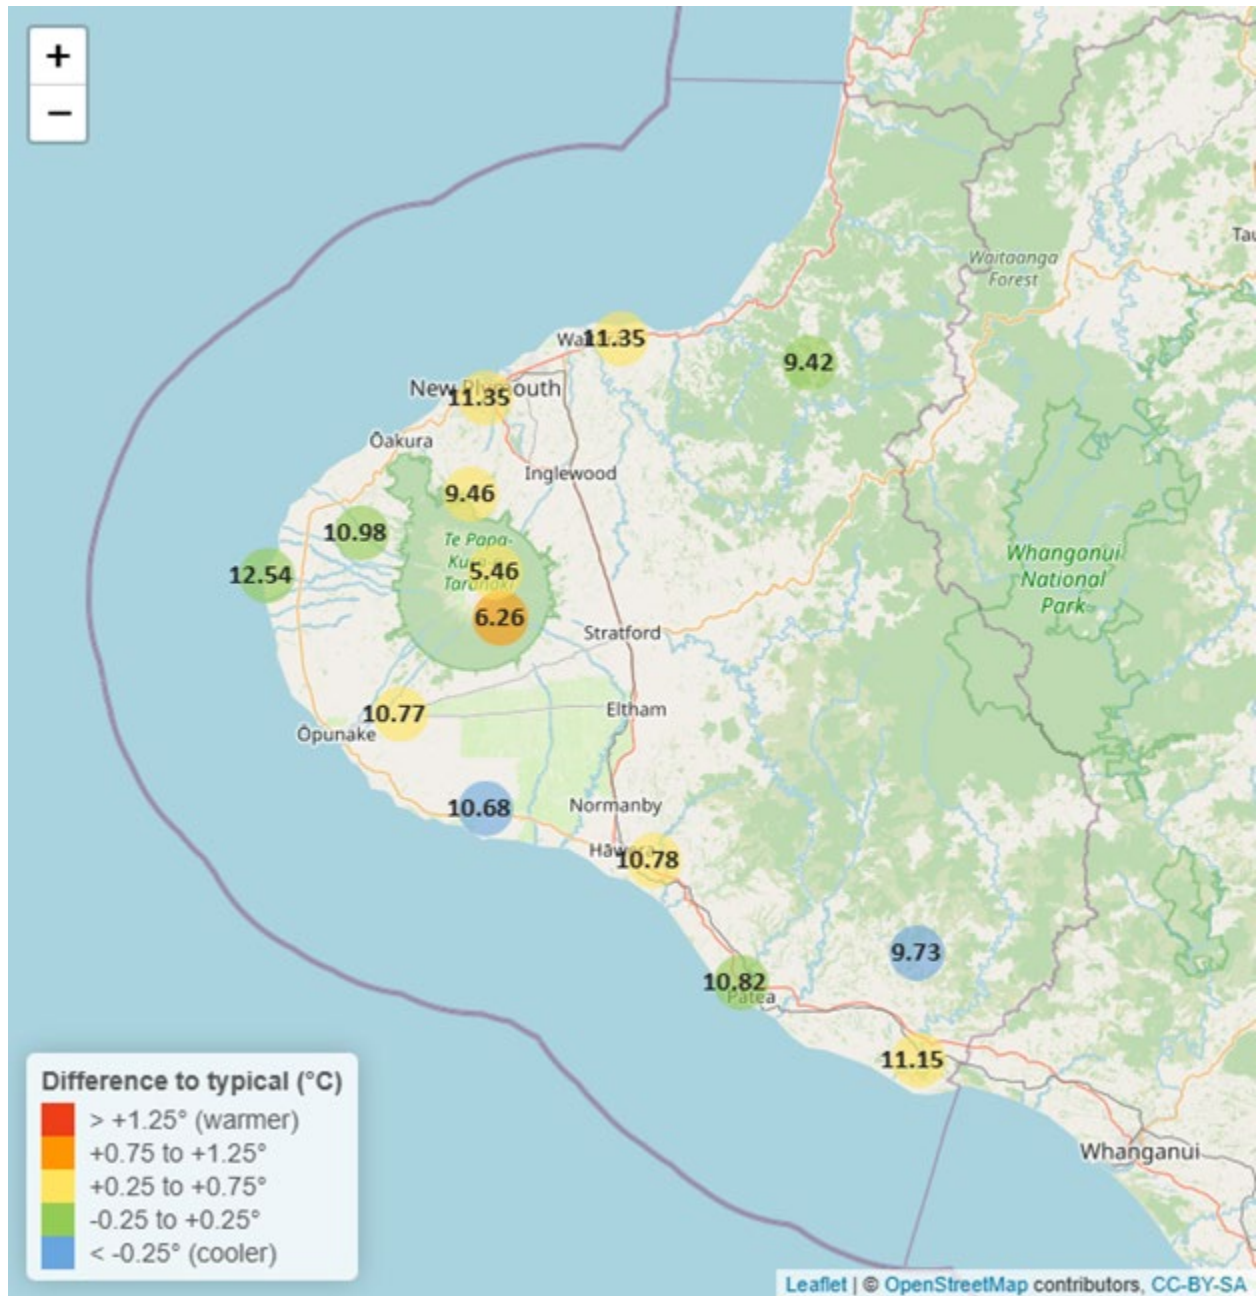 +
−
Waitaanga
Forest
Tau
11.35
9.42
New Plymouth
11.35
Ōakura
Inglewood
9.46
10.98
Te Papa-
5.46
12.54
Whanganui
National
Park
6.26
Stratford
10.77
Eltham
Ōpunake
10.68
Normanby
10.78
9.73
10.82
Patea
11.15
Whanganui
Difference to typical (°C)
> +1.25° (warmer)
+0.75 to +1.25°
+0.25 to +0.75°
-0.25 to +0.25°
< -0.25° (cooler)
Leaflet | © OpenStreetMap contributors, CC-BY-SA